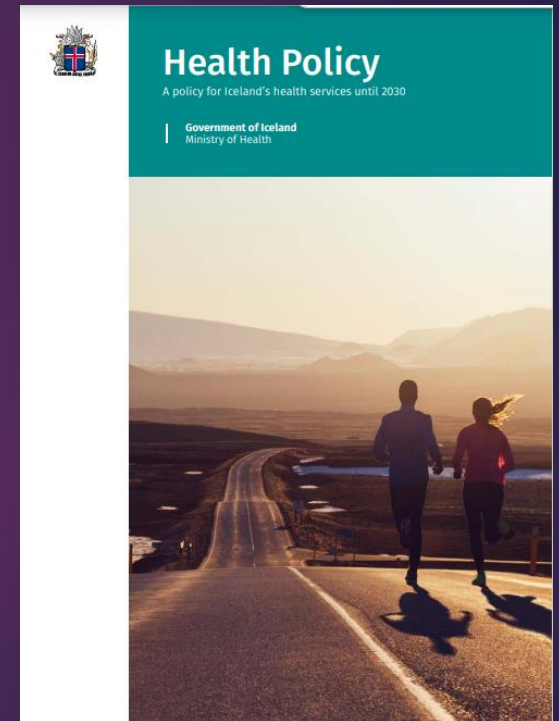 Health Policy
A policy for Iceland's health services until 2030
Government of Iceland
Ministry of Health